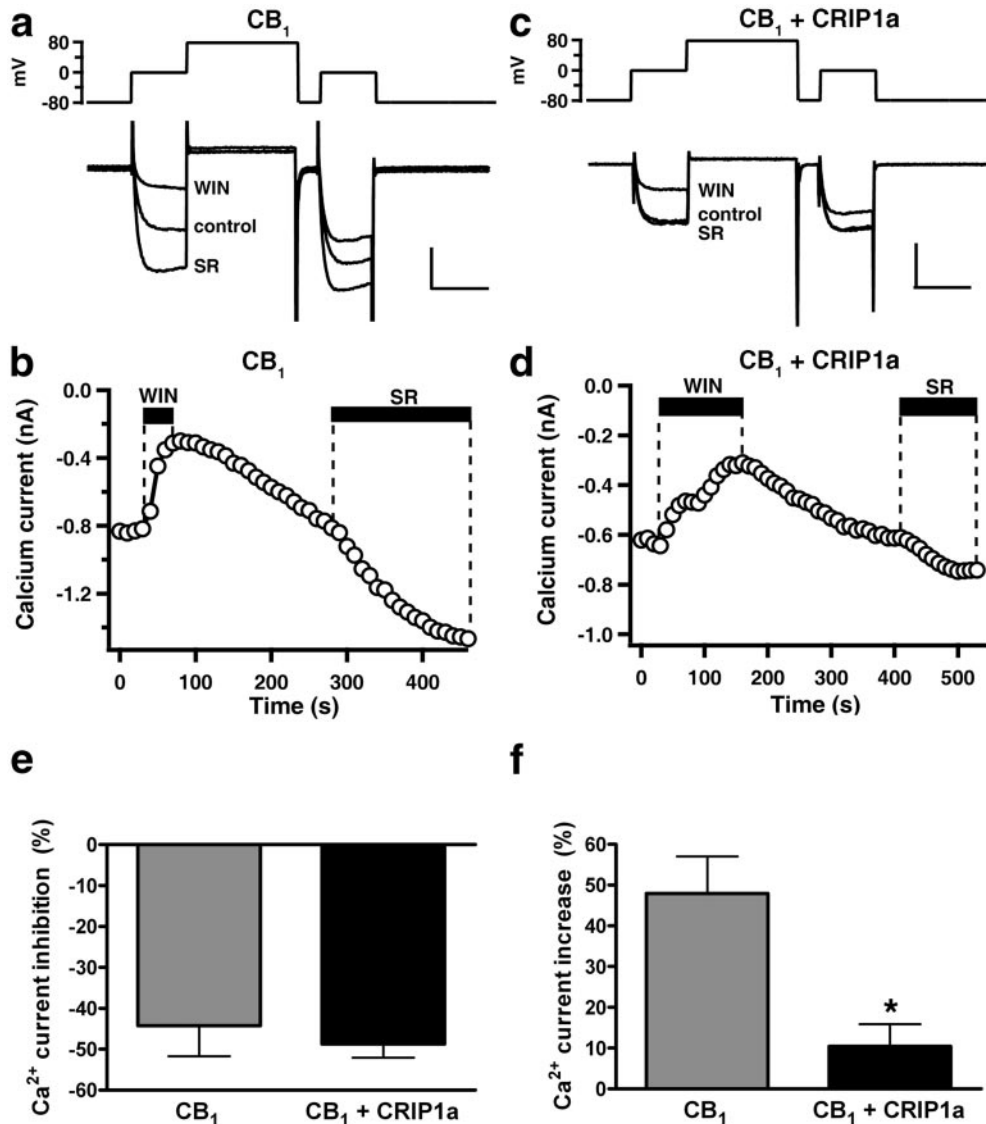 a
CB₁
80
0
-80
mV
WIN
control
SR
c
CB₁ + CRIP1a
80
0
-80
mV
WIN
control
SR
b
CB₁
WIN
SR
0.0
-0.4
-0.8
-1.2
Calcium current (nA)
0 100 200 300 400
Time (s)
d
CB₁ + CRIP1a
WIN
SR
0.0
-0.2
-0.4
-0.6
-0.8
-1.0
Calcium current (nA)
0 100 200 300 400 500
Time (s)
e
0
-10
-20
-30
-40
-50
-60
Ca²⁺ current inhibition (%)
CB₁ CB₁ + CRIP1a
f
60
50
40
30
20
10
0
Ca²⁺ current increase (%)
*
CB₁ CB₁ + CRIP1a